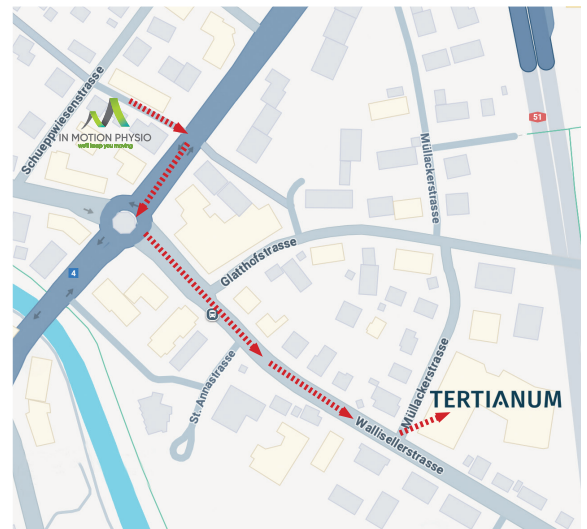 Schueppwiesenstrasse
IN MOTION PHYSIO
we'll keep you moving
Müllackerstrasse
51
Glatthofstrasse
4
St. Annastrasse
Müllackerstrasse
TERTIANUM
Wallisellerstrasse